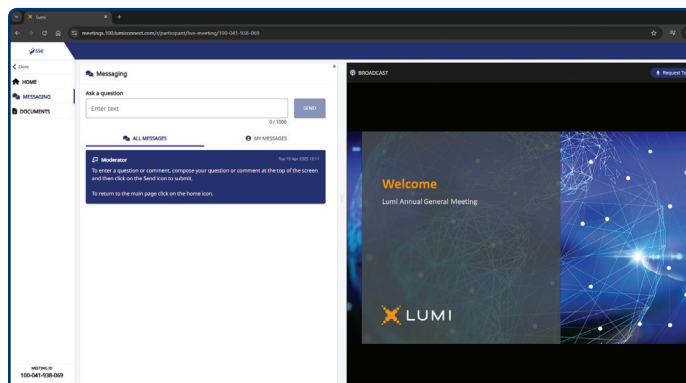 Lumi
meetings.100.lumiconnect.com/s/participant/live-meeting/100-041-938-069
sse
Close
HOME
MESSAGING
DOCUMENTS
Messaging
Ask a question
Enter text
SEND
0 / 1000
ALL MESSAGES
MY MESSAGES
Moderator
To enter a question or comment, compose your question or comment at the top of the screen
and then click on the Send icon to submit.
To return to the main page click on the home icon.
BROADCAST
Request To
Welcome
Lumi Annual General Meeting
LUMI
MEETING ID
100-041-938-069